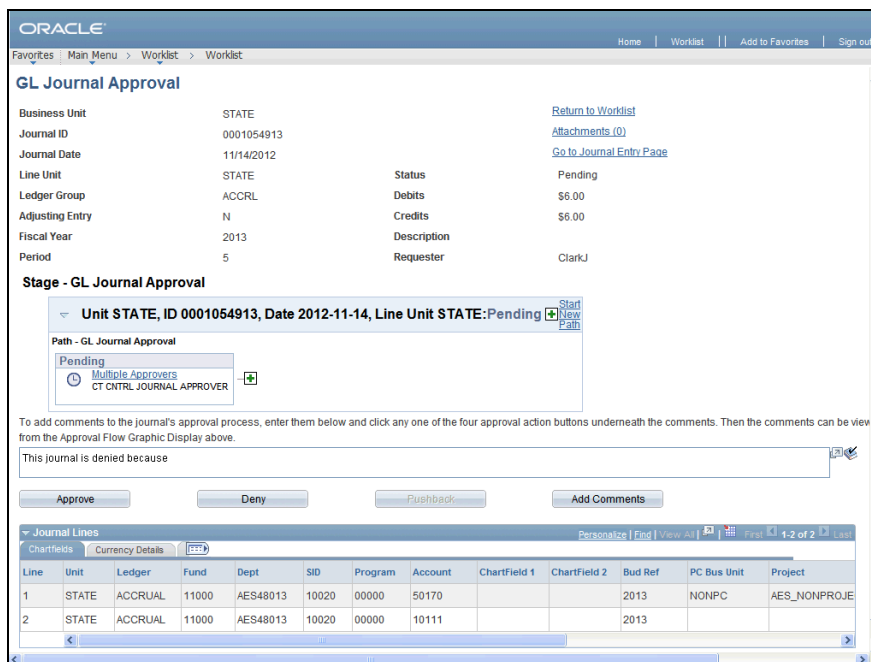 ORACLE
Home | Worklist || Add to Favorites | Sign out
Favorites Main Menu > Worklist > Worklist
GL Journal Approval
Business Unit STATE Return to Worklist
Journal ID 0001054913 Attachments (0)
Journal Date 11/14/2012 Go to Journal Entry Page
Line Unit STATE Status Pending
Ledger Group ACCRL Debits $6.00
Adjusting Entry N Credits $6.00
Fiscal Year 2013 Description
Period 5 Requester ClarkJ
Stage - GL Journal Approval
Unit STATE, ID 0001054913, Date 2012-11-14, Line Unit STATE:Pending Start New Path
Path - GL Journal Approval
Pending
Multiple Approvers
CT CNTRL JOURNAL APPROVER
To add comments to the journal's approval process, enter them below and click any one of the four approval action buttons underneath the comments. Then the comments can be view
from the Approval Flow Graphic Display above.
This journal is denied because
Approve Deny Pushback Add Comments
Journal Lines Personalize | Find | View All | | First 1-2 of 2 Last
Chartfields Currency Details
Line Unit Ledger Fund Dept SID Program Account ChartField 1 ChartField 2 Bud Ref PC Bus Unit Project
1 STATE ACCRUAL 11000 AES48013 10020 00000 50170 2013 NONPC AES_NONPROJE
2 STATE ACCRUAL 11000 AES48013 10020 00000 10111 2013